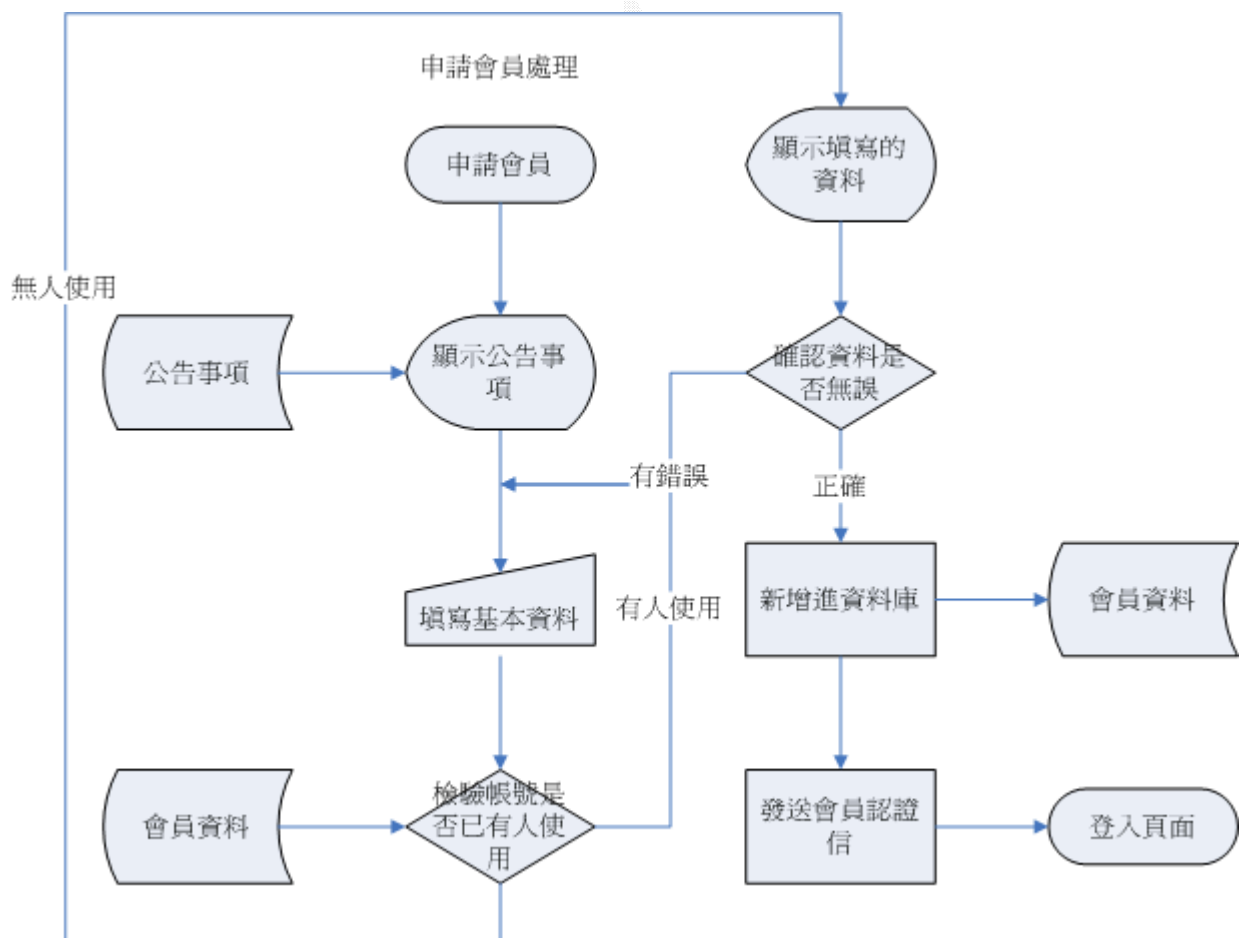 申請會員處理
申請會員
顯示填寫的
資料
無人使用
公告事項
顯示公告事
項
確認資料是
否無誤
有錯誤
正確
填寫基本資料
有人使用
新增進資料庫
會員資料
會員資料
檢驗帳號是
否已有人使
用
發送會員認證
信
登入頁面